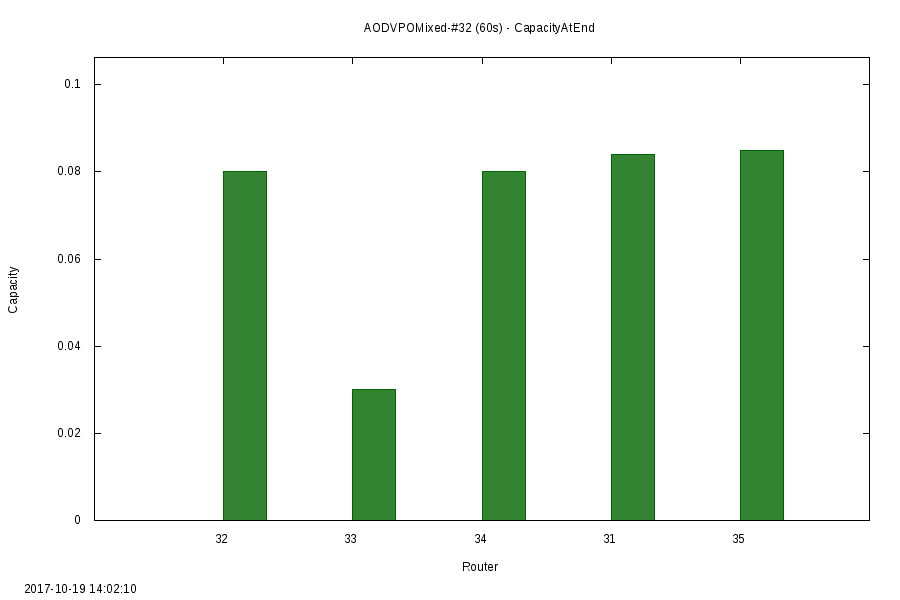 AODVPOMixed-#32 (60s) - CapacityAtEnd
0.1
0.08
0.06
0.04
0.02
0
Capacity
32 33 34 31 35
Router
2017-10-19 14:02:10